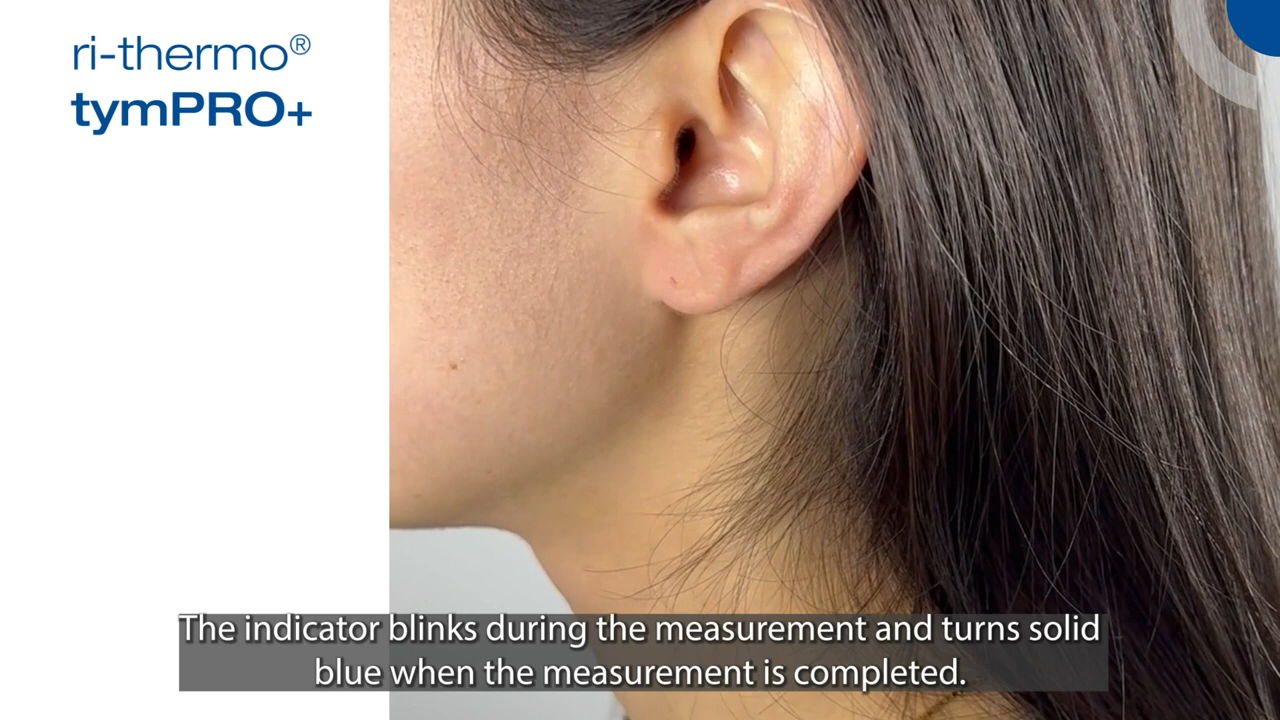 ri-thermo®
tymPRO+
The indicator blinks during the measurement and turns solid
blue when the measurement is completed.